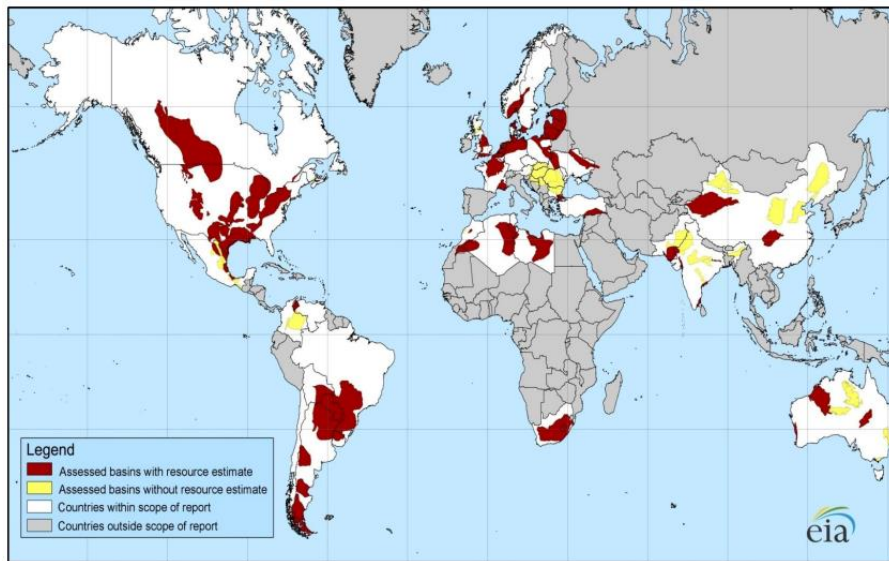 Legend
Assessed basins with resource estimate
Assessed basins without resource estimate
Countries within scope of report
Countries outside scope of report
eia